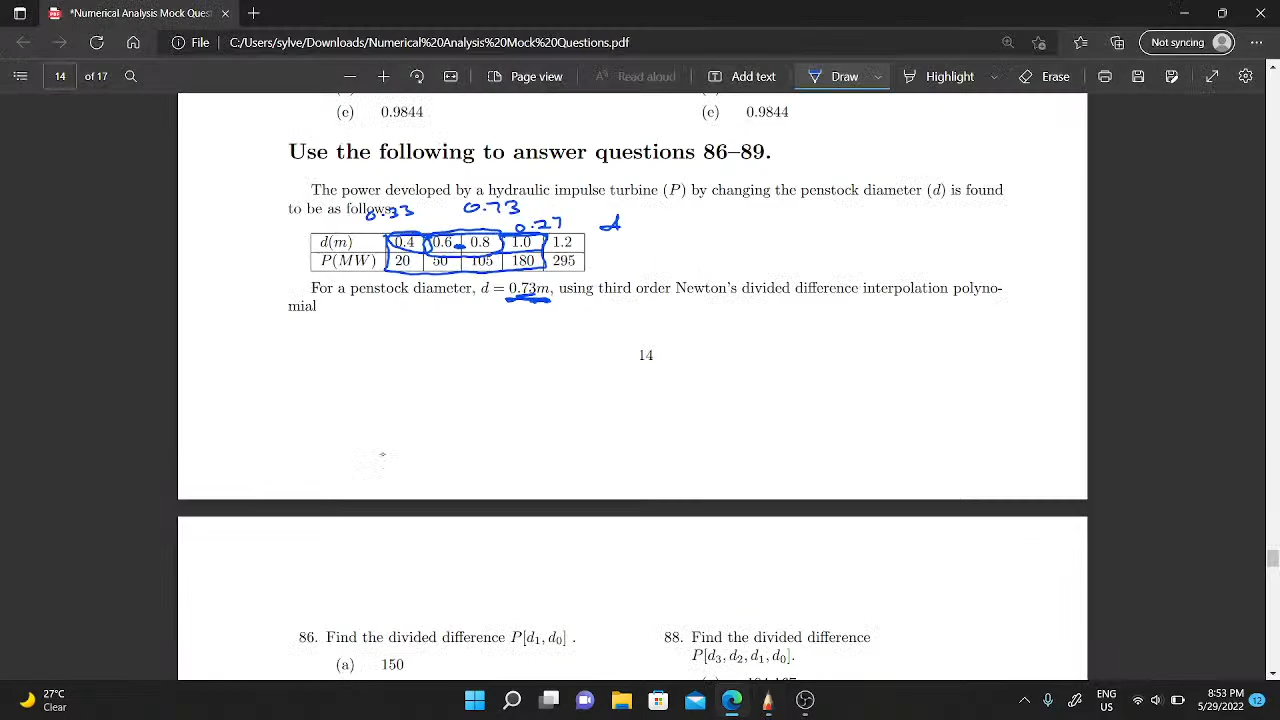 *Numerical Analysis Mock Quest
File
C:/Users/sylve/Downloads/Numerical%20Analysis%20Mock%20Questions.pdf
Not syncing
14 of 17
Page view
Read aloud
Add text
Draw
Highlight
Erase
(e) 0.9844
(e) 0.9844
Use the following to answer questions 86–89.
The power developed by a hydraulic impulse turbine (P) by changing the penstock diameter (d) is found
to be as follows
0.33
0.73
0.27
d(m) 0.4 0.6 0.8 1.0 1.2
P(MW) 20 50 105 180 295
For a penstock diameter, d = 0.73m, using third order Newton's divided difference interpolation polyno-
mial
14
86. Find the divided difference P[d₁, d₀] .
(a) 150
88. Find the divided difference
P[d₃, d₂, d₁, d₀].
27°C
Clear
ENG
US
8:53 PM
5/29/2022
12